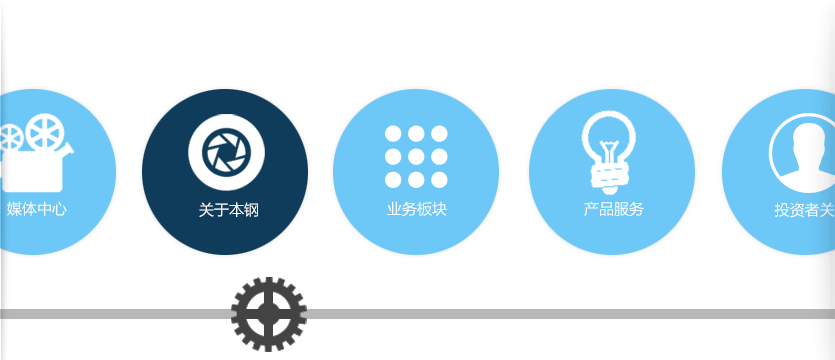 媒体中心
关于本钢
业务板块
产品服务
投资者关